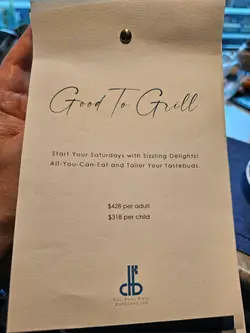 Good To Grill
Start Your Saturdays with Sizzling Delights!
All-You-Can-Eat and Tailor Your Tastebuds.
$428 per adult
$318 per child